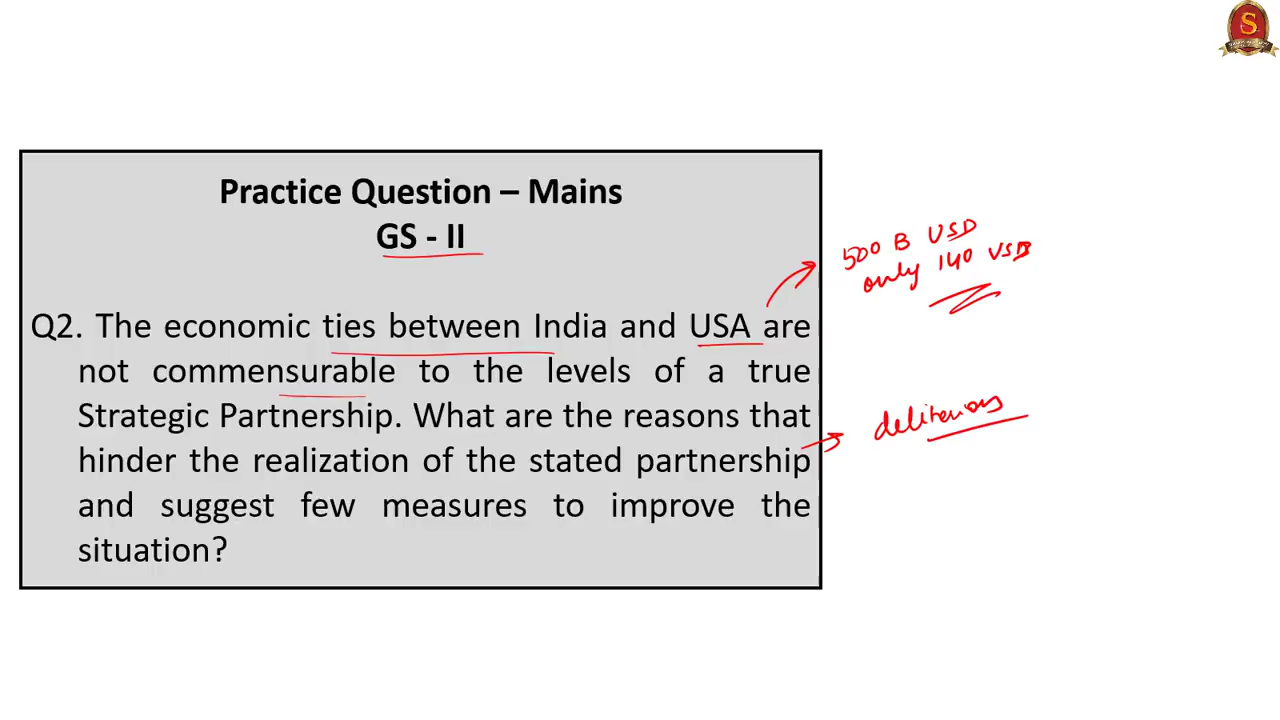 Practice Question – Mains
GS - II
Q2. The economic ties between India and USA are
not commensurable to the levels of a true
Strategic Partnership. What are the reasons that
hinder the realization of the stated partnership
and suggest few measures to improve the
situation?
500 B USD
only 140 USD
deliterious
S